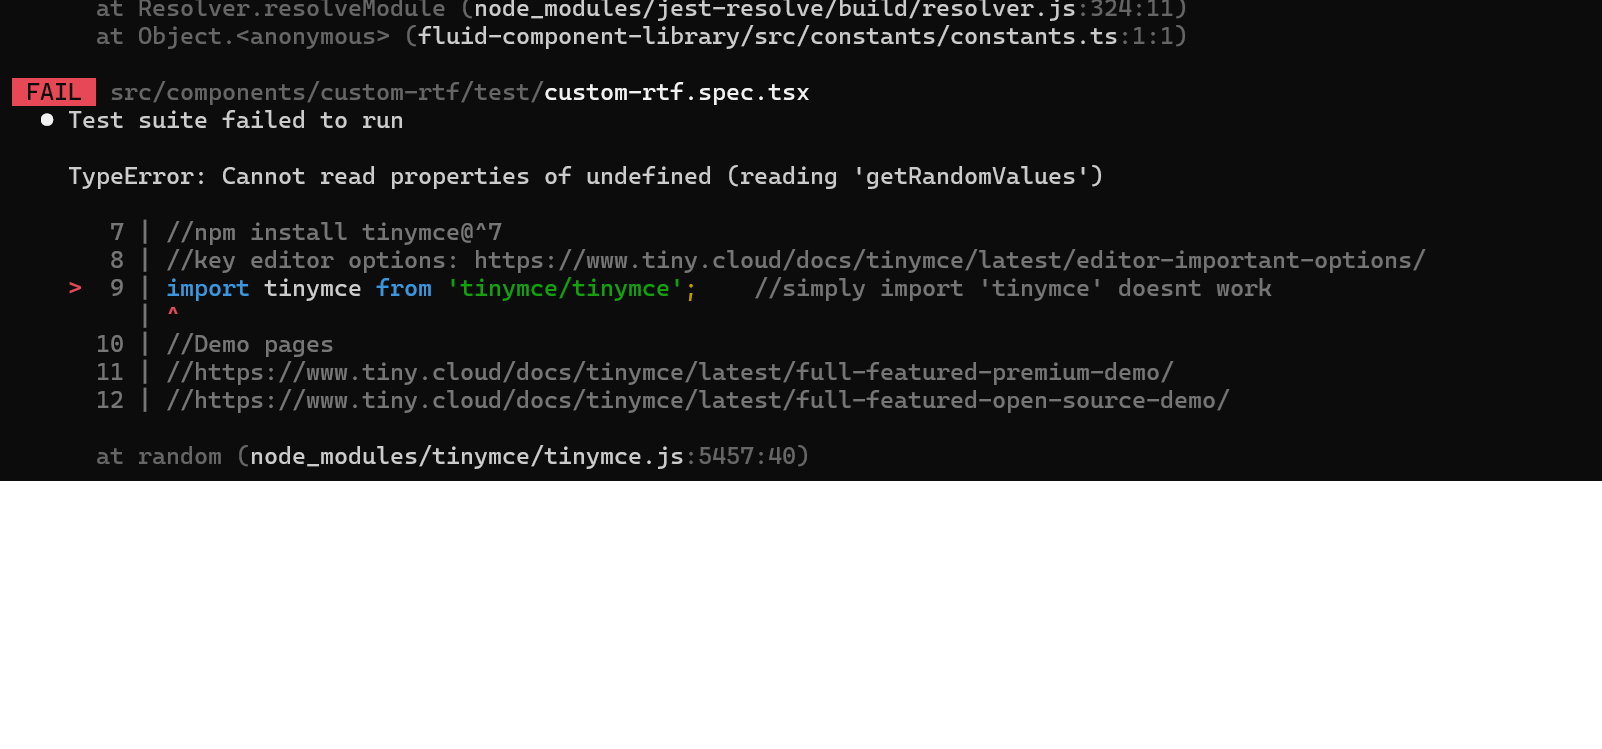 at Resolver.resolveModule (node_modules/jest-resolve/build/resolver.js:324:11)
at Object.<anonymous> (fluid-component-library/src/constants/constants.ts:1:1)
FAIL src/components/custom-rtf/test/custom-rtf.spec.tsx
● Test suite failed to run
TypeError: Cannot read properties of undefined (reading 'getRandomValues')
7 | //npm install tinymce@^7
8 | //key editor options: https://www.tiny.cloud/docs/tinymce/latest/editor-important-options/
> 9 | import tinymce from 'tinymce/tinymce';    //simply import 'tinymce' doesnt work
| ^
10 | //Demo pages
11 | //https://www.tiny.cloud/docs/tinymce/latest/full-featured-premium-demo/
12 | //https://www.tiny.cloud/docs/tinymce/latest/full-featured-open-source-demo/
at random (node_modules/tinymce/tinymce.js:5457:40)